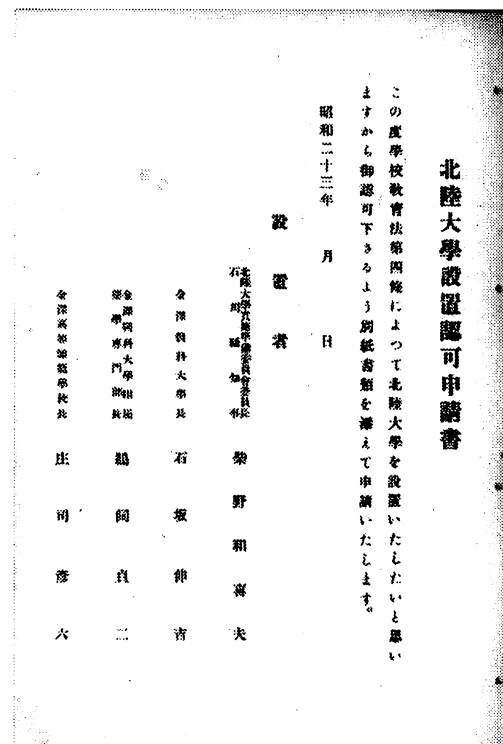 北陸大學設置認可申請書
この度學校教育法第四條によつて北陸大學を設置いたしたいと思い
ますから御認可下さるよう別紙書類を添えて申請いたします。
昭和二十三年　月　日
設置者
北陸大學設置準備委員會委員長
石川縣知事
柴野和喜夫
金澤醫科大學長
石坂伸吉
金澤醫科大學附屬
藥學專門部長
鵜飼貞二
金澤高等師範學校長
庄司彦六